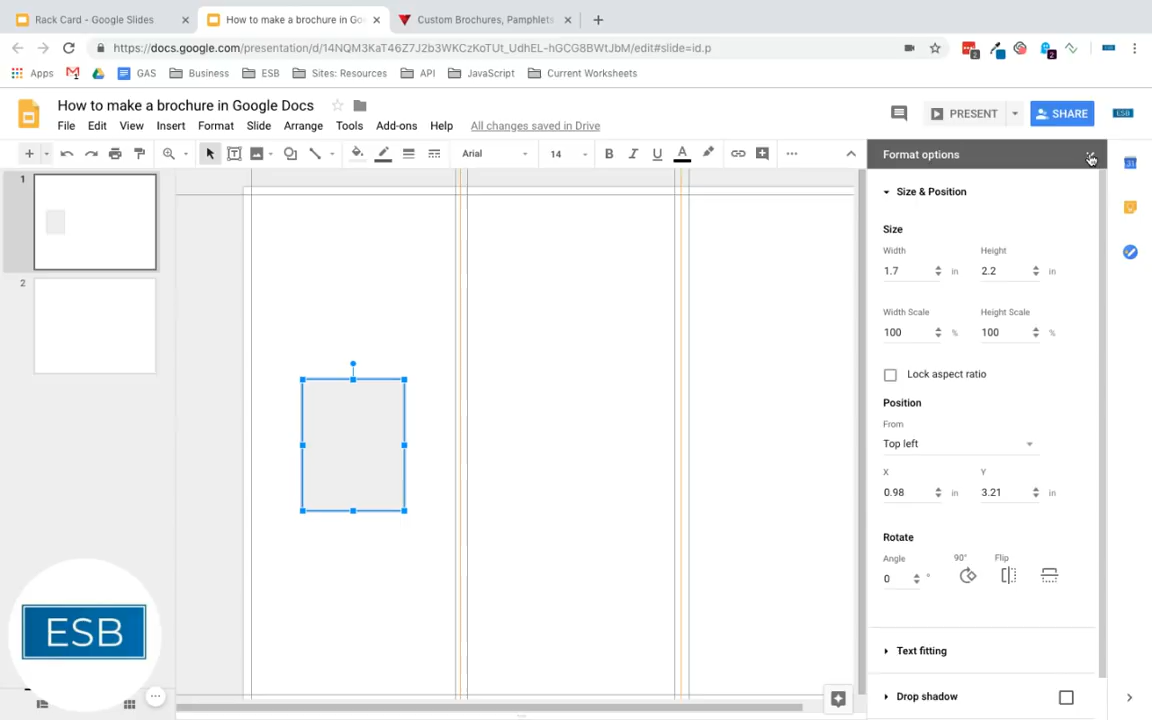 Rack Card - Google Slides
How to make a brochure in Go
Custom Brochures, Pamphlets
https://docs.google.com/presentation/d/14NQM3KaT46Z7J2b3WKCzKoTUt_UdhEL-hGCG8BWtJbM/edit#slide=id.p
2
2
Apps
GAS
Business
ESB
Sites: Resources
API
JavaScript
Current Worksheets
How to make a brochure in Google Docs
PRESENT
SHARE
ESB
File Edit View Insert Format Slide Arrange Tools Add-ons Help All changes saved in Drive
Arial 14 B I U A
Format options
31
1
2
Size & Position
Size
Width Height
1.7 in 2.2 in
Width Scale Height Scale
100 % 100 %
Lock aspect ratio
Position
From
Top left
X Y
0.98 in 3.21 in
Rotate
Angle 90° Flip
0 °
Text fitting
Drop shadow
ESB